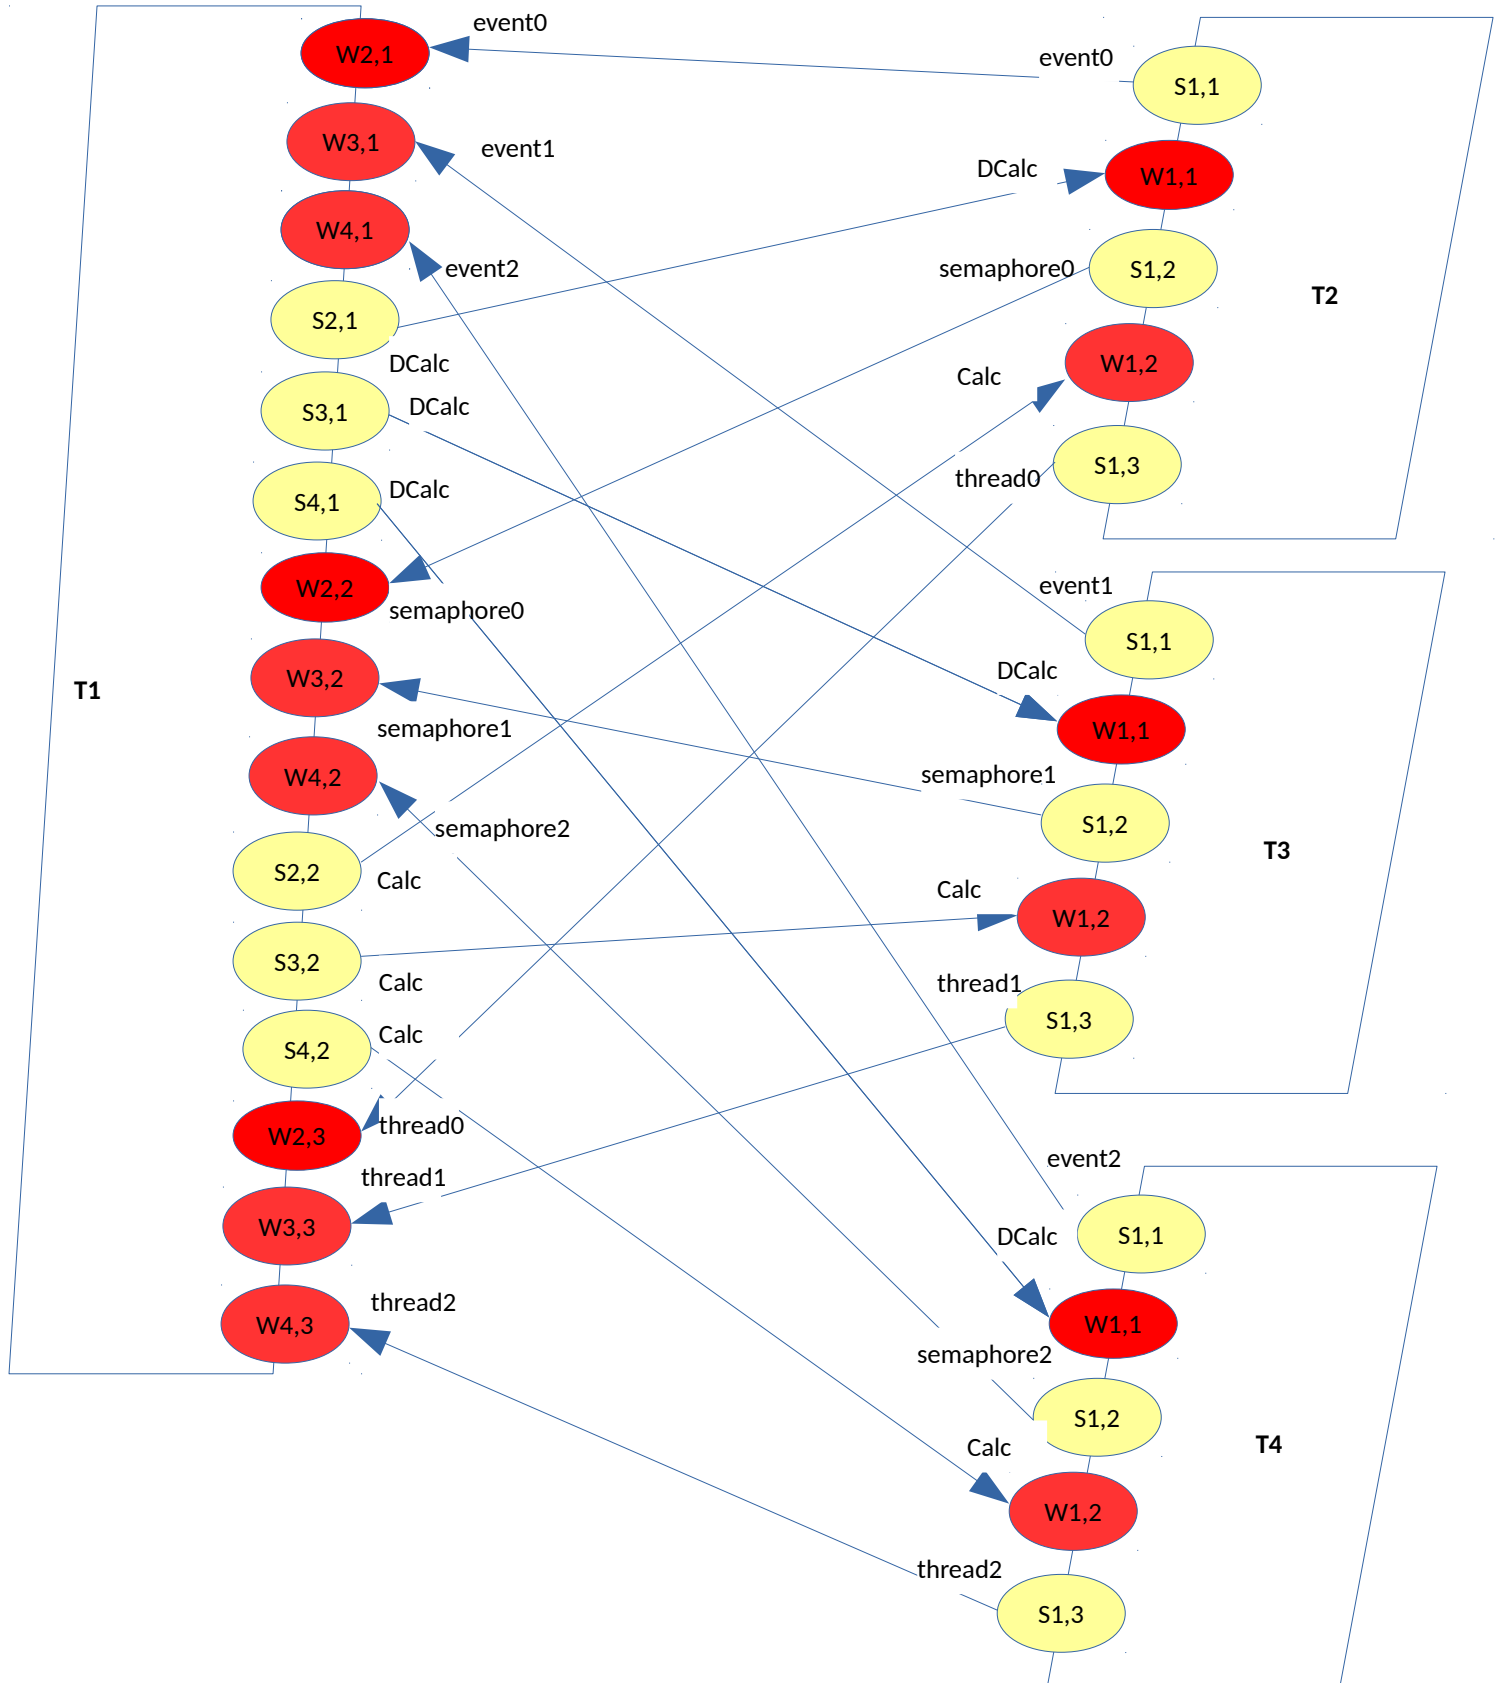 W2,1
event0
W3,1
event1
W4,1
event2
S2,1
DCalc
S3,1
DCalc
S4,1
DCalc
W2,2
semaphore0
W3,2
T1
semaphore1
W4,2
semaphore2
S2,2
Calc
S3,2
Calc
S4,2
Calc
W2,3
thread0
thread1
W3,3
thread2
W4,3
event0
S1,1
DCalc
W1,1
semaphore0
S1,2
T2
Calc
W1,2
thread0
S1,3
event1
S1,1
DCalc
W1,1
semaphore1
S1,2
T3
Calc
W1,2
thread1
S1,3
event2
S1,1
DCalc
W1,1
semaphore2
S1,2
T4
Calc
W1,2
thread2
S1,3